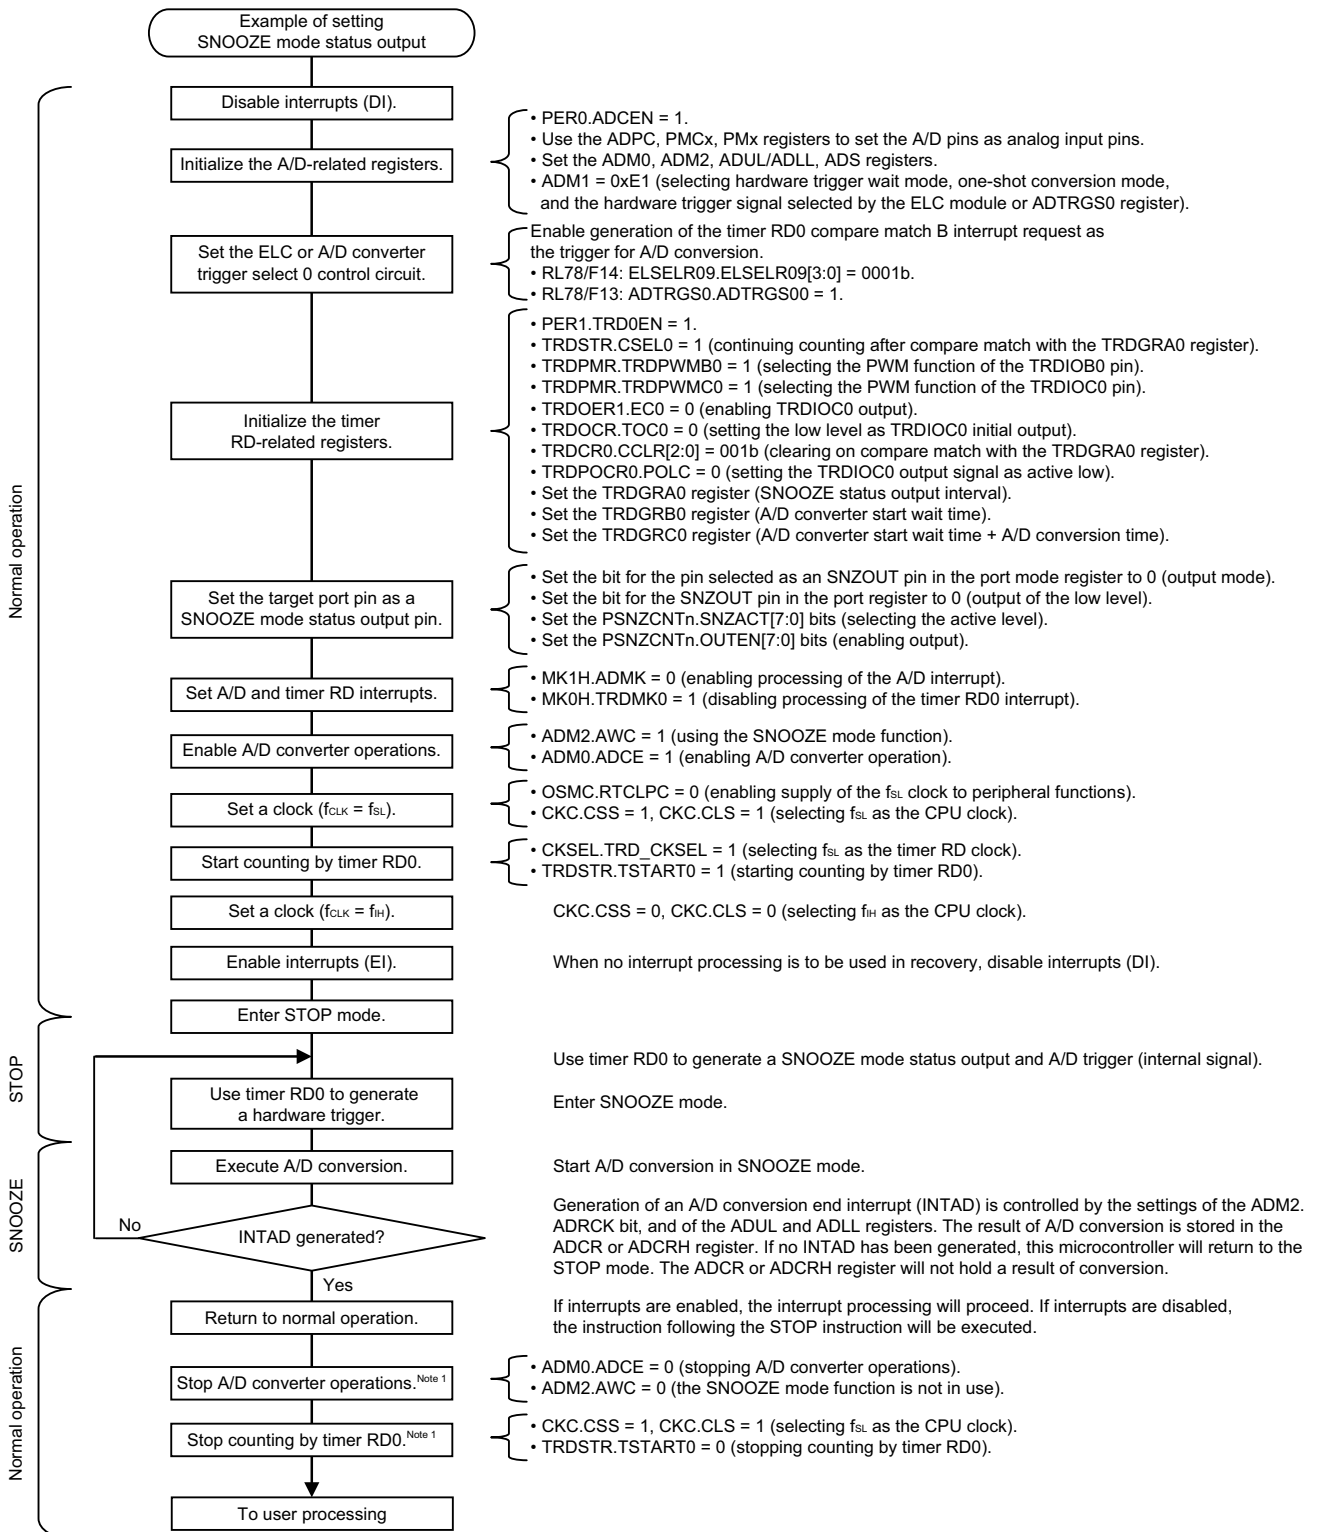 Example of setting
SNOOZE mode status output
Normal operation
Disable interrupts (DI).
Initialize the A/D-related registers.
• PER0.ADCEN = 1.
• Use the ADPC, PMCx, PMx registers to set the A/D pins as analog input pins.
• Set the ADM0, ADM2, ADUL/ADLL, ADS registers.
• ADM1 = 0xE1 (selecting hardware trigger wait mode, one-shot conversion mode,
and the hardware trigger signal selected by the ELC module or ADTRGS0 register).
Set the ELC or A/D converter
trigger select 0 control circuit.
Enable generation of the timer RD0 compare match B interrupt request as
the trigger for A/D conversion.
• RL78/F14: ELSELR09.ELSELR09[3:0] = 0001b.
• RL78/F13: ADTRGS0.ADTRGS00 = 1.
Initialize the timer
RD-related registers.
• PER1.TRD0EN = 1.
• TRDSTR.CSEL0 = 1 (continuing counting after compare match with the TRDGRA0 register).
• TRDPMR.TRDPWMB0 = 1 (selecting the PWM function of the TRDIOB0 pin).
• TRDPMR.TRDPWMC0 = 1 (selecting the PWM function of the TRDIOC0 pin).
• TRDOER1.EC0 = 0 (enabling TRDIOC0 output).
• TRDOCR.TOC0 = 0 (setting the low level as TRDIOC0 initial output).
• TRDCR0.CCLR[2:0] = 001b (clearing on compare match with the TRDGRA0 register).
• TRDPOCR0.POLC = 0 (setting the TRDIOC0 output signal as active low).
• Set the TRDGRA0 register (SNOOZE status output interval).
• Set the TRDGRB0 register (A/D converter start wait time).
• Set the TRDGRC0 register (A/D converter start wait time + A/D conversion time).
Set the target port pin as a
SNOOZE mode status output pin.
• Set the bit for the pin selected as an SNZOUT pin in the port mode register to 0 (output mode).
• Set the bit for the SNZOUT pin in the port register to 0 (output of the low level).
• Set the PSNZCNTn.SNZACT[7:0] bits (selecting the active level).
• Set the PSNZCNTn.OUTEN[7:0] bits (enabling output).
Set A/D and timer RD interrupts.
• MK1H.ADMK = 0 (enabling processing of the A/D interrupt).
• MK0H.TRDMK0 = 1 (disabling processing of the timer RD0 interrupt).
Enable A/D converter operations.
• ADM2.AWC = 1 (using the SNOOZE mode function).
• ADM0.ADCE = 1 (enabling A/D converter operation).
Set a clock (fCLK = fSL).
• OSMC.RTCLPC = 0 (enabling supply of the fSL clock to peripheral functions).
• CKC.CSS = 1, CKC.CLS = 1 (selecting fSL as the CPU clock).
Start counting by timer RD0.
• CKSEL.TRD_CKSEL = 1 (selecting fSL as the timer RD clock).
• TRDSTR.TSTART0 = 1 (starting counting by timer RD0).
Set a clock (fCLK = fIH).
CKC.CSS = 0, CKC.CLS = 0 (selecting fIH as the CPU clock).
Enable interrupts (EI).
When no interrupt processing is to be used in recovery, disable interrupts (DI).
Enter STOP mode.
STOP
Use timer RD0 to generate a SNOOZE mode status output and A/D trigger (internal signal).
Use timer RD0 to generate
a hardware trigger.
Enter SNOOZE mode.
SNOOZE
Execute A/D conversion.
Start A/D conversion in SNOOZE mode.
No
INTAD generated?
Generation of an A/D conversion end interrupt (INTAD) is controlled by the settings of the ADM2.
ADRCK bit, and of the ADUL and ADLL registers. The result of A/D conversion is stored in the
ADCR or ADCRH register. If no INTAD has been generated, this microcontroller will return to the
STOP mode. The ADCR or ADCRH register will not hold a result of conversion.
Yes
Normal operation
Return to normal operation.
If interrupts are enabled, the interrupt processing will proceed. If interrupts are disabled,
the instruction following the STOP instruction will be executed.
Stop A/D converter operations.Note 1
• ADM0.ADCE = 0 (stopping A/D converter operations).
• ADM2.AWC = 0 (the SNOOZE mode function is not in use).
Stop counting by timer RD0.Note 1
• CKC.CSS = 1, CKC.CLS = 1 (selecting fSL as the CPU clock).
• TRDSTR.TSTART0 = 0 (stopping counting by timer RD0).
To user processing